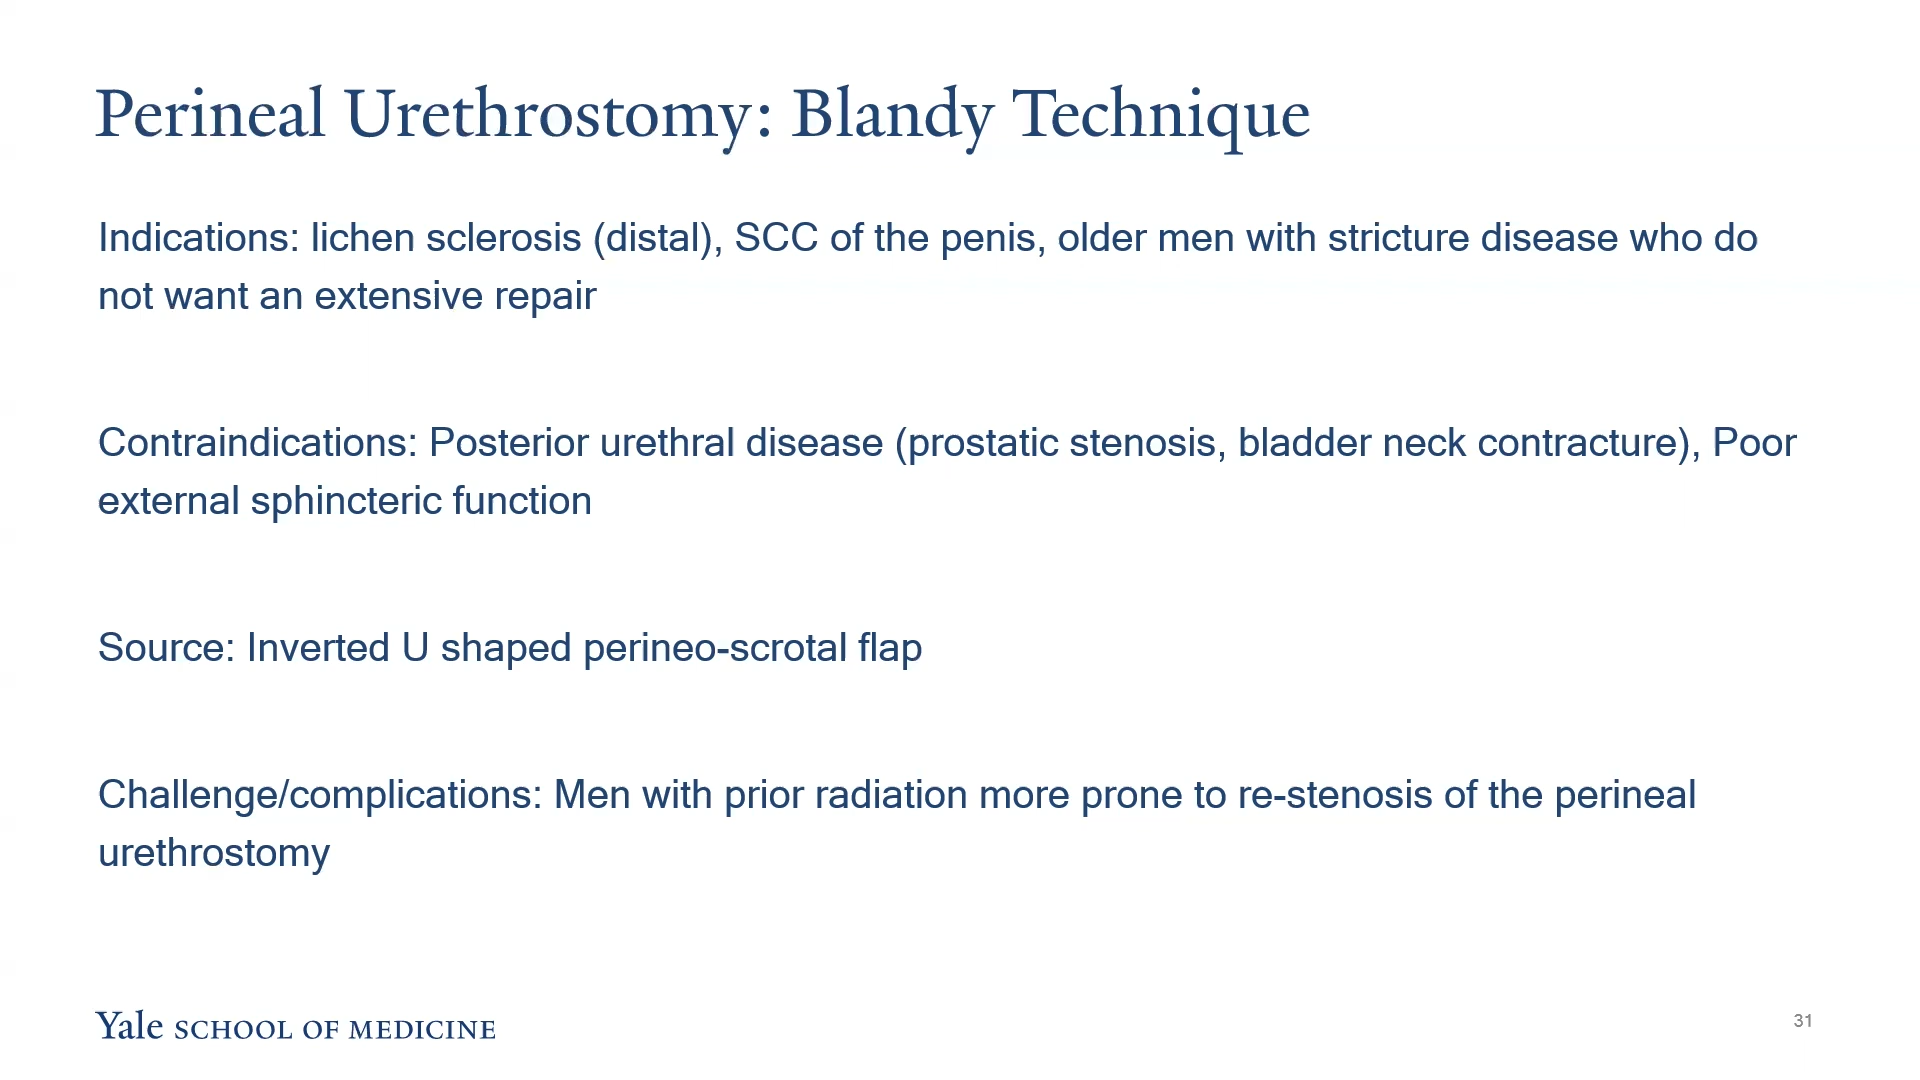 Perineal Urethrostomy: Blandy Technique
Indications: lichen sclerosis (distal), SCC of the penis, older men with stricture disease who do
not want an extensive repair
Contraindications: Posterior urethral disease (prostatic stenosis, bladder neck contracture), Poor
external sphincteric function
Source: Inverted U shaped perineo-scrotal flap
Challenge/complications: Men with prior radiation more prone to re-stenosis of the perineal
urethrostomy
Yale SCHOOL OF MEDICINE
31